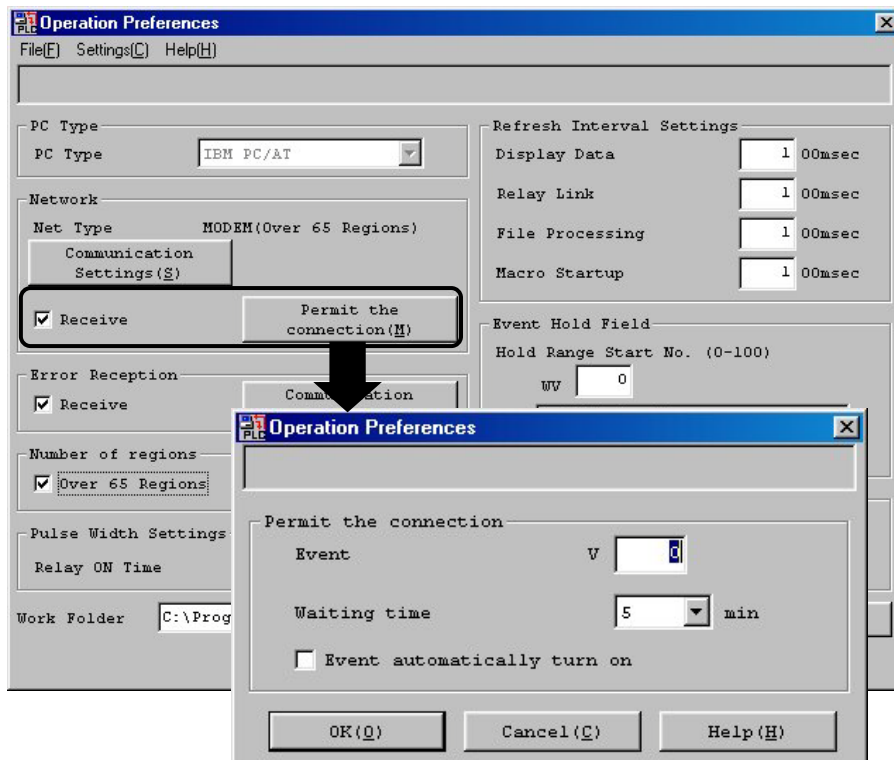 PLC Operation Preferences
File(F) Settings(C) Help(H)
PC Type
PC Type IBM PC/AT
Network
Net Type MODEM(Over 65 Regions)
Communication
Settings(S)
Receive
Permit the
connection(M)
Error Reception
Receive
Number of regions
Over 65 Regions
Pulse Width Settings
Relay ON Time
Work Folder C:\Prog
Refresh Interval Settings
Display Data 1 00msec
Relay Link 1 00msec
File Processing 1 00msec
Macro Startup 1 00msec
Event Hold Field
Hold Range Start No. (0-100)
WV 0
PLC Operation Preferences
Permit the connection
Event V 0
Waiting time 5 min
Event automatically turn on
OK(O) Cancel(C) Help(H)